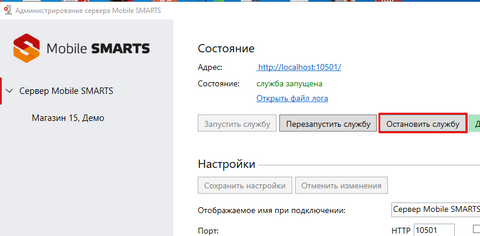 Администрирование сервера Mobile SMARTS
Mobile SMARTS
Сервер Mobile SMARTS
Магазин 15, Демо
Состояние
Адрес: http://localhost:10501/
Состояние: служба запущена
Открыть файл лога
Запустить службу Перезапустить службу Остановить службу
Настройки
Сохранить настройки Отменить изменения
Отображаемое имя при подключении: Сервер Mobile SMARTS
Порт: HTTP 10501